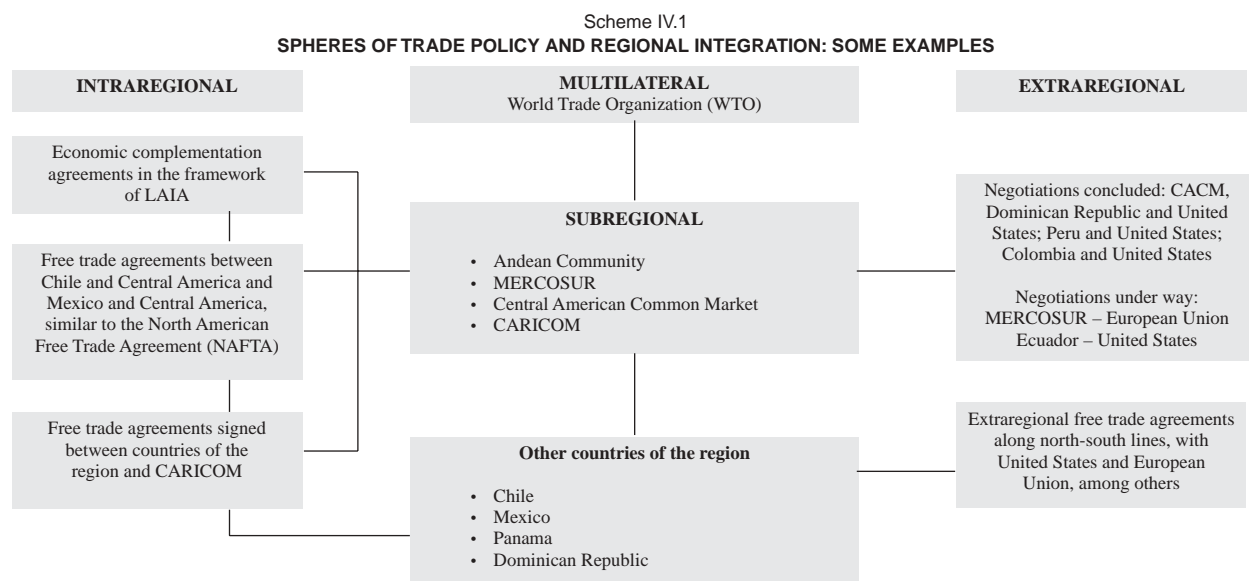 Scheme IV.1
SPHERES OF TRADE POLICY AND REGIONAL INTEGRATION: SOME EXAMPLES
INTRAREGIONAL
Economic complementation
agreements in the framework
of LAIA
Free trade agreements between
Chile and Central America and
Mexico and Central America,
similar to the North American
Free Trade Agreement (NAFTA)
Free trade agreements signed
between countries of the
region and CARICOM
MULTILATERAL
World Trade Organization (WTO)
SUBREGIONAL
• Andean Community
• MERCOSUR
• Central American Common Market
• CARICOM
Other countries of the region
• Chile
• Mexico
• Panama
• Dominican Republic
EXTRAREGIONAL
Negotiations concluded: CACM,
Dominican Republic and United
States; Peru and United States;
Colombia and United States
Negotiations under way:
MERCOSUR – European Union
Ecuador – United States
Extraregional free trade agreements
along north-south lines, with
United States and European
Union, among others